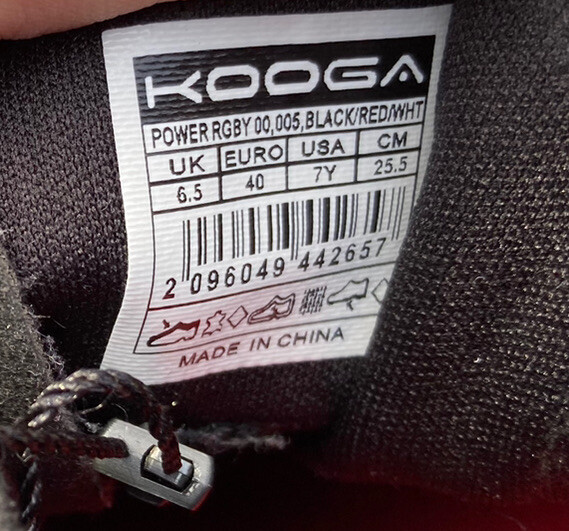 KOOGA
POWER RGBY 00,005,BLACK/RED/WHT
UK EURO USA CM
6.5 40 7Y 25.5
2 096049 442657
MADE IN CHINA